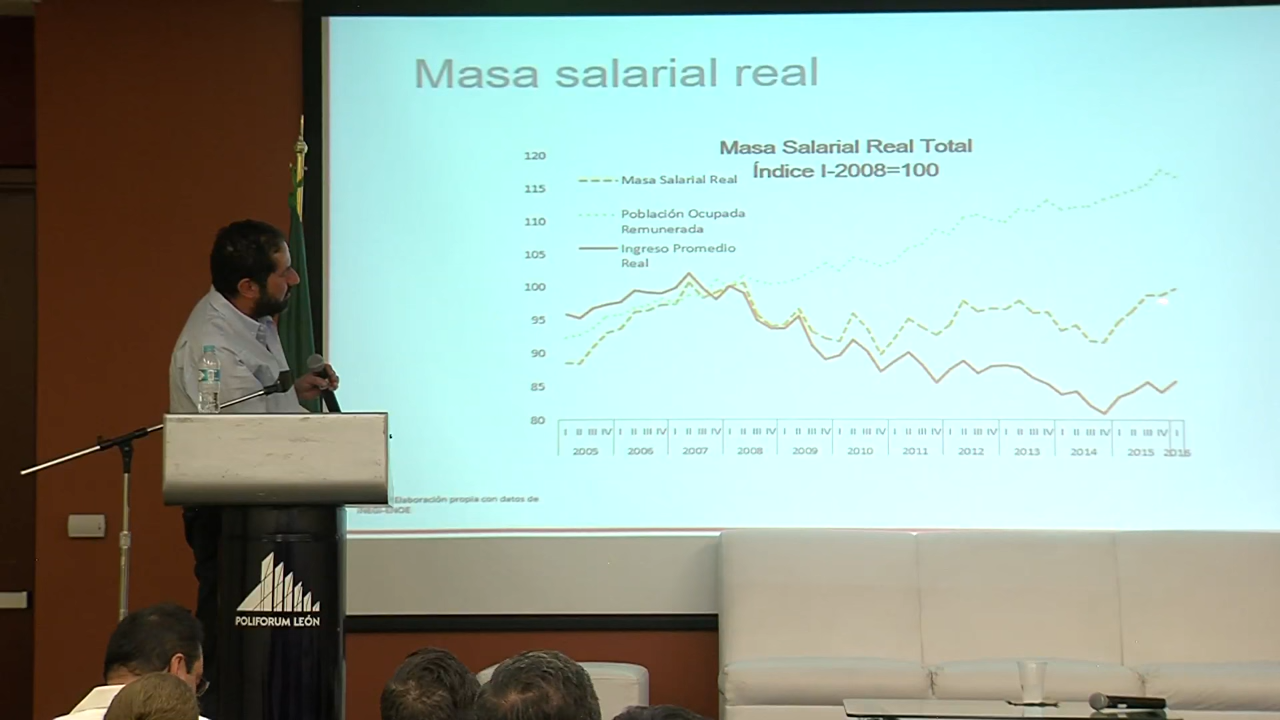 Masa salarial real
Masa Salarial Real Total
Índice I-2008=100
120
115
110
105
100
95
90
85
80
Masa Salarial Real
Población Ocupada
Remunerada
Ingreso Promedio
Real
I II III IV I II III IV I II III IV I II III IV I II III IV I II III IV I II III IV I II III IV I II III IV I II III IV I II III IV I
2005 2006 2007 2008 2009 2010 2011 2012 2013 2014 2015 2016
Elaboración propia con datos de
INEGI-ENOE
POLIFORUM LEÓN